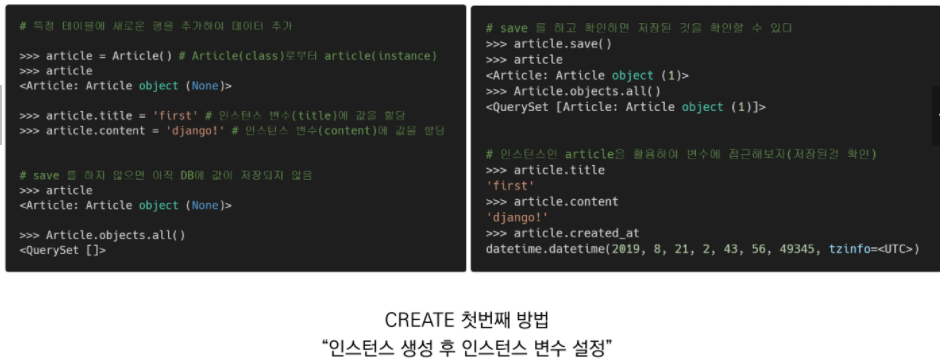 # 특정 테이블에 새로운 행을 추가하여 데이터 추가
>>> article = Article() # Article(class)로부터 article(instance)
>>> article
<Article: Article object (None)>
>>> article.title = 'first' # 인스턴스 변수(title)에 값을 할당
>>> article.content = 'django!' # 인스턴스 변수(content)에 값을 할당
# save 를 하지 않으면 아직 DB에 값이 저장되지 않음
>>> article
<Article: Article object (None)>
>>> Article.objects.all()
<QuerySet []>
# save 를 하고 확인하면 저장된 것을 확인할 수 있다
>>> article.save()
>>> article
<Article: Article object (1)>
>>> Article.objects.all()
<QuerySet [Article: Article object (1)]>
# 인스턴스인 article을 활용하여 변수에 접근해보자(저장된걸 확인)
>>> article.title
'first'
>>> article.content
'django!'
>>> article.created_at
datetime.datetime(2019, 8, 21, 2, 43, 56, 49345, tzinfo=<UTC>)
CREATE 첫번째 방법
“인스턴스 생성 후 인스턴스 변수 설정”